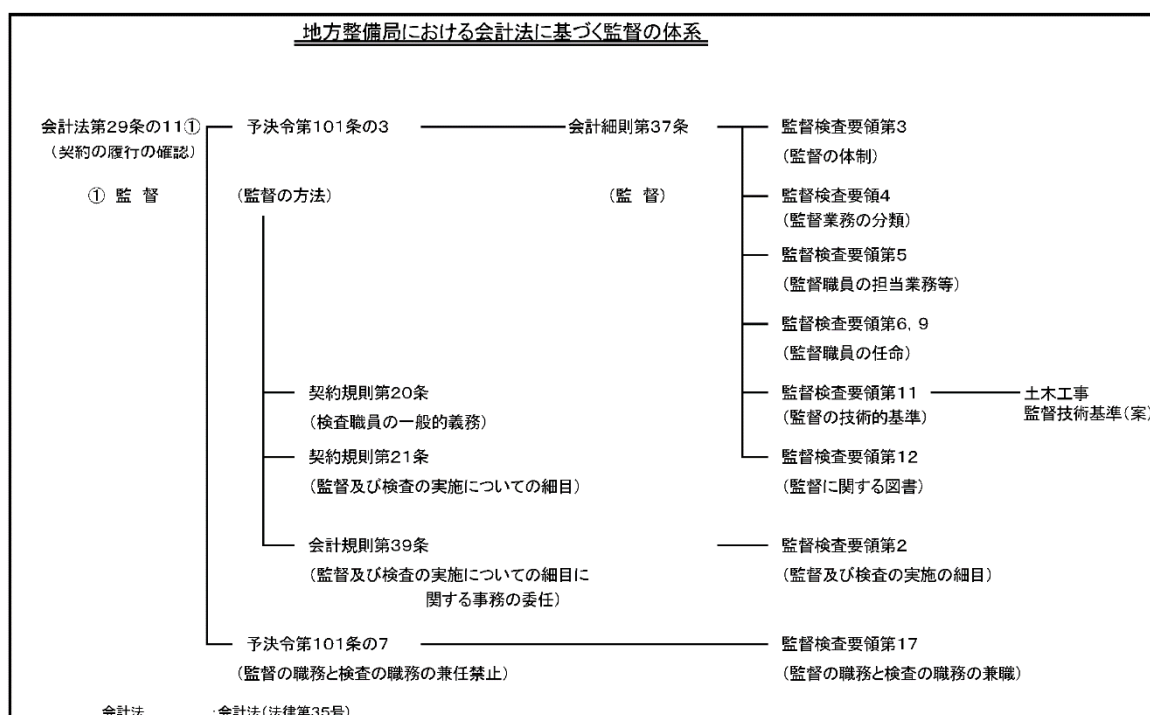 地方整備局における会計法に基づく監督の体系
会計法第29条の11① 予決令第101条の3 会計細則第37条 監督検査要領第3
(契約の履行の確認) (監督の体制)
① 監 督 (監督の方法) (監 督) 監督検査要領4
(監督業務の分類)
監督検査要領第5
(監督職員の担当業務等)
監督検査要領第6, 9
(監督職員の任命)
契約規則第20条 監督検査要領第11 土木工事
(検査職員の一般的義務) (監督の技術的基準) 監督技術基準(案)
契約規則第21条 監督検査要領第12
(監督及び検査の実施についての細目) (監督に関する図書)
会計規則第39条 監督検査要領第2
(監督及び検査の実施についての細目に (監督及び検査の実施の細目)
関する事務の委任)
予決令第101条の7 監督検査要領第17
(監督の職務と検査の職務の兼任禁止) (監督の職務と検査の職務の兼職)
会計法 :会計法(法律第35号)